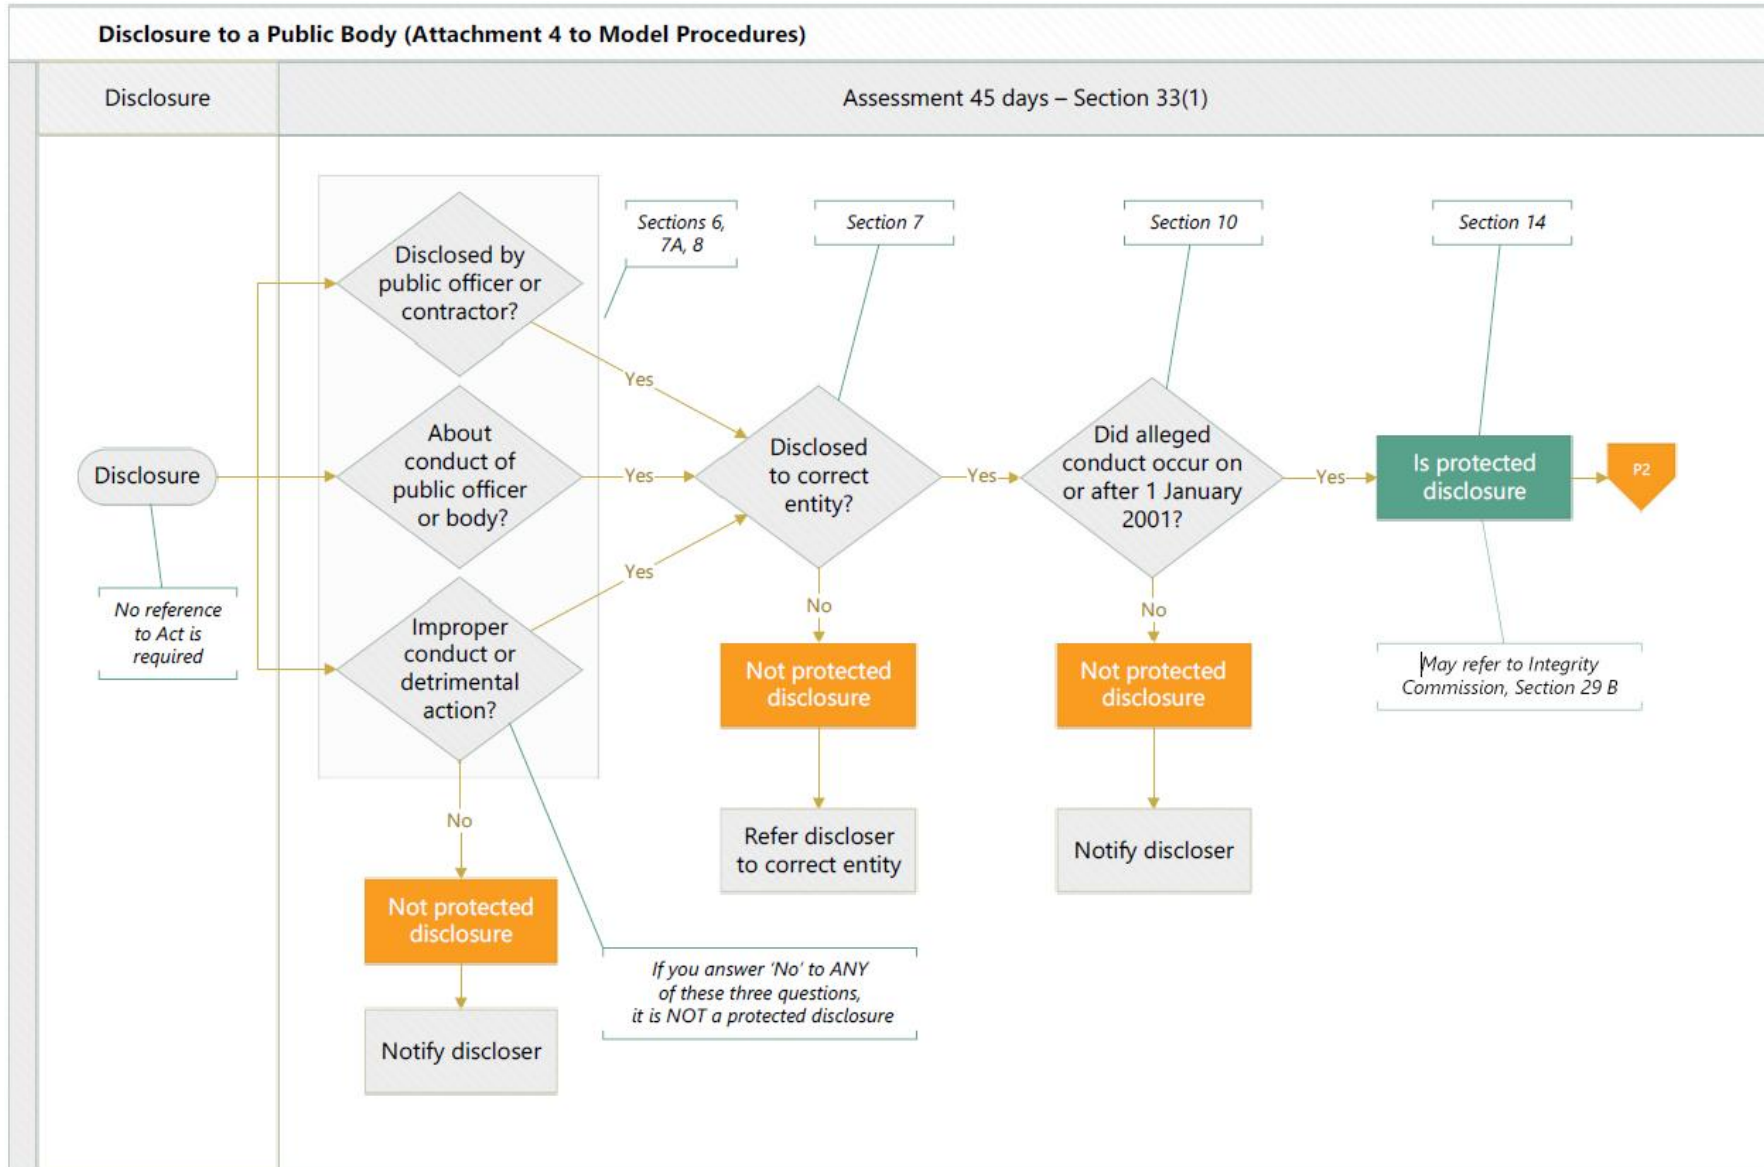 Disclosure to a Public Body (Attachment 4 to Model Procedures)
Disclosure
Assessment 45 days – Section 33(1)
Disclosure
No reference
to Act is
required
Disclosed by
public officer or
contractor?
Yes
Sections 6,
7A, 8
About
conduct of
public officer
or body?
Yes
Improper
conduct or
detrimental
action?
Yes
No
Not protected
disclosure
Notify discloser
If you answer ‘No’ to ANY
of these three questions,
it is NOT a protected disclosure
Section 7
Disclosed
to correct
entity?
Yes
No
Not protected
disclosure
Refer discloser
to correct entity
Section 10
Did alleged
conduct occur on
or after 1 January
2001?
Yes
No
Not protected
disclosure
Notify discloser
Section 14
Is protected
disclosure
P2
May refer to Integrity
Commission, Section 29 B